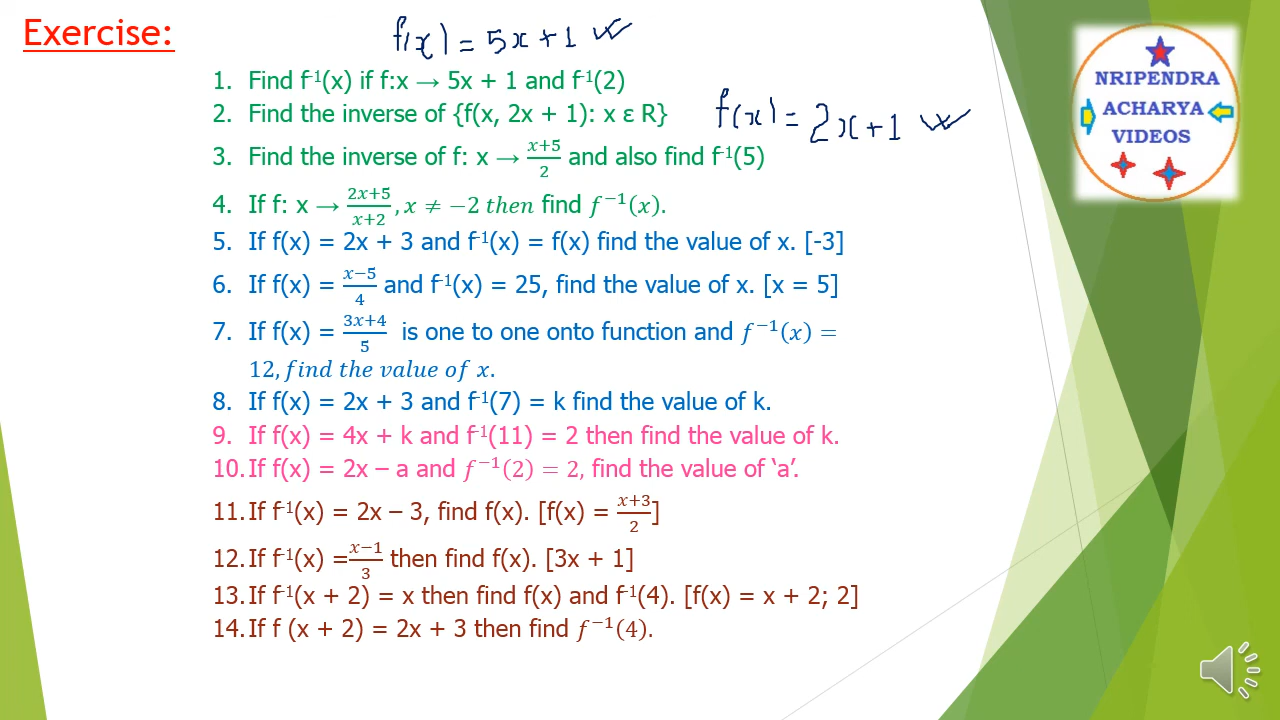 Exercise:
f(x) = 5x + 1
1. Find f⁻¹(x) if f:x → 5x + 1 and f⁻¹(2)
2. Find the inverse of {f(x, 2x + 1): x ε R}
f(x) = 2x + 1
3. Find the inverse of f: x → (x+5)/2 and also find f⁻¹(5)
4. If f: x → (2x+5)/(x+2), x ≠ −2 then find f⁻¹(x).
5. If f(x) = 2x + 3 and f⁻¹(x) = f(x) find the value of x. [-3]
6. If f(x) = (x−5)/4 and f⁻¹(x) = 25, find the value of x. [x = 5]
7. If f(x) = (3x+4)/5 is one to one onto function and f⁻¹(x) =
12, find the value of x.
8. If f(x) = 2x + 3 and f⁻¹(7) = k find the value of k.
9. If f(x) = 4x + k and f⁻¹(11) = 2 then find the value of k.
10. If f(x) = 2x – a and f⁻¹(2) = 2, find the value of ‘a’.
11. If f⁻¹(x) = 2x – 3, find f(x). [f(x) = (x+3)/2]
12. If f⁻¹(x) = (x−1)/3 then find f(x). [3x + 1]
13. If f⁻¹(x + 2) = x then find f(x) and f⁻¹(4). [f(x) = x + 2; 2]
14. If f (x + 2) = 2x + 3 then find f⁻¹(4).
NRIPENDRA
ACHARYA
VIDEOS